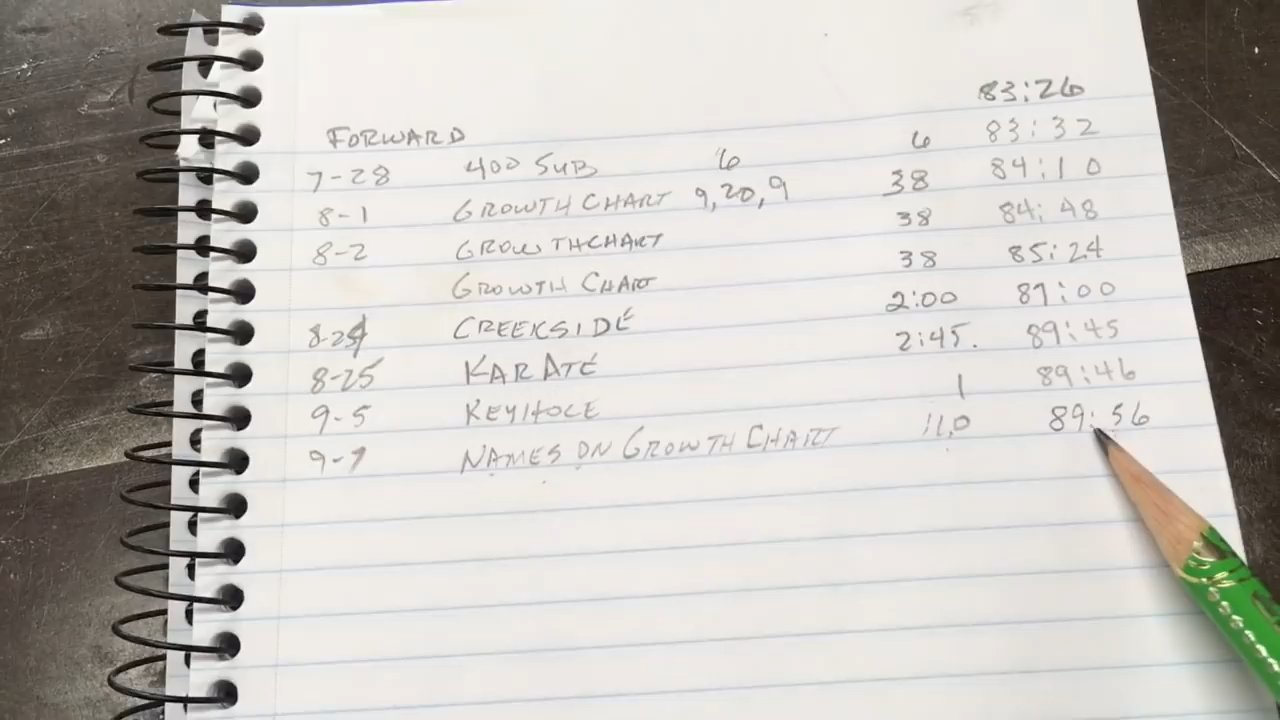 83:26
FORWARD 6 83:32
7-28 400 SUB 6 38 84:10
8-1 GROWTH CHART 9,20,9 38 84:48
8-2 GROWTHCHART 38 85:24
GROWTH CHART 2:00 87:00
8-24 CREEKSIDE 2:45. 89:45
8-25 KARATE 1 89:46
9-5 KEYHOLE 11,0 89:56
9-7 NAMES ON GROWTH CHART